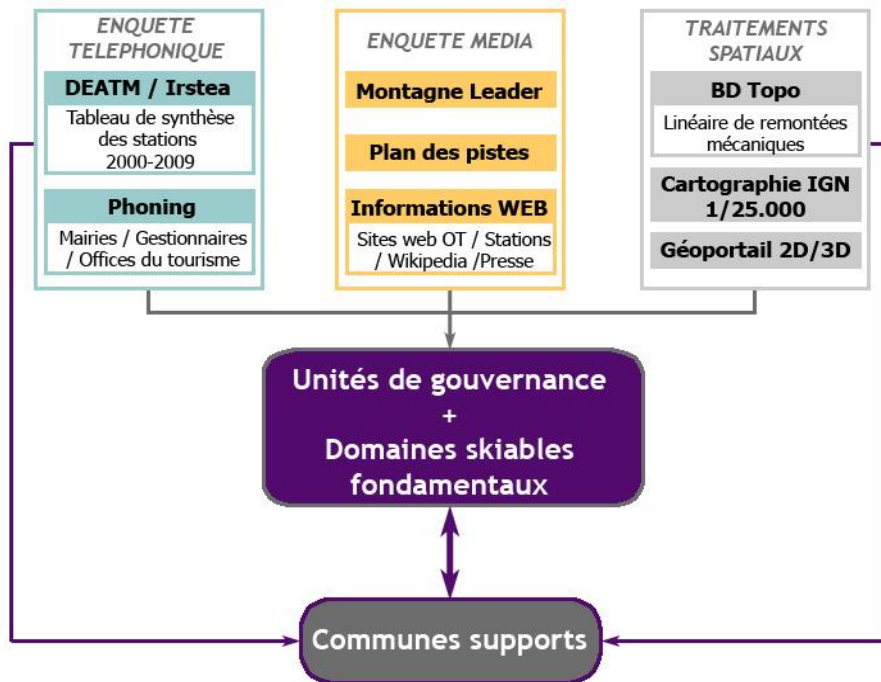 ENQUETE
TELEPHONIQUE
DEATM / Irstea
Tableau de synthèse
des stations
2000-2009
Phoning
Mairies / Gestionnaires
/ Offices du tourisme
ENQUETE MEDIA
Montagne Leader
Plan des pistes
Informations WEB
Sites web OT / Stations
/ Wikipedia /Presse
TRAITEMENTS
SPATIAUX
BD Topo
Linéaire de remontées
mécaniques
Cartographie IGN
1/25.000
Géoportail 2D/3D
Unités de gouvernance
+
Domaines skiables
fondamentaux
Communes supports